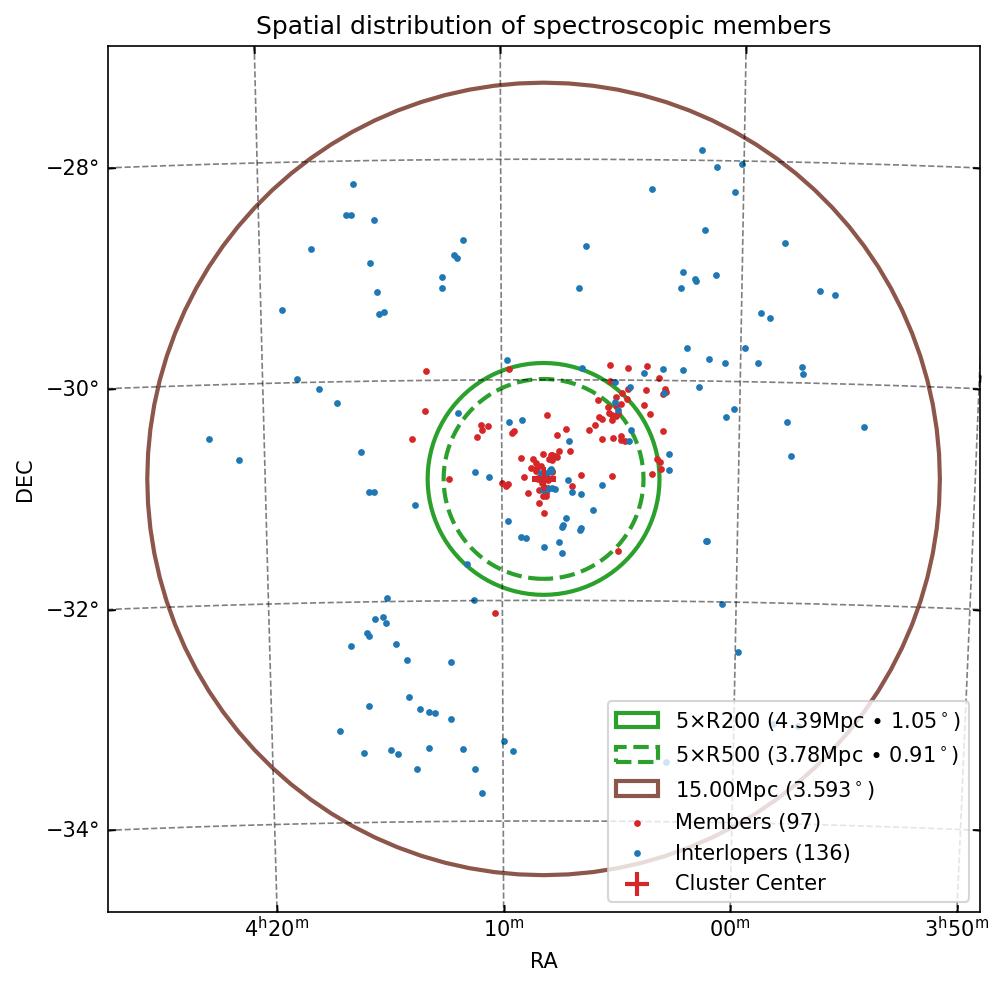 Spatial distribution of spectroscopic members
−28°
−30°
−32°
−34°
DEC
5×R200 (4.39Mpc • 1.05°)
5×R500 (3.78Mpc • 0.91°)
15.00Mpc (3.593°)
Members (97)
Interlopers (136)
Cluster Center
4ʰ20ᵐ 10ᵐ 00ᵐ 3ʰ50ᵐ
RA